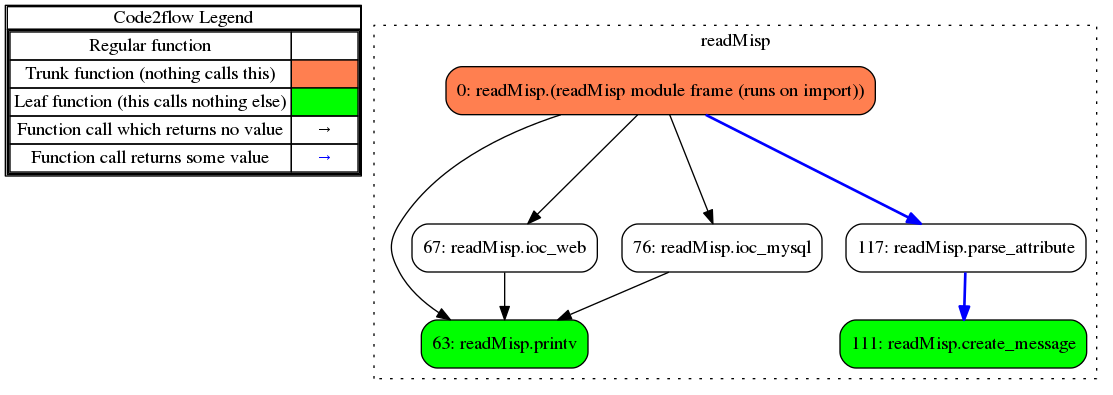 Code2flow Legend
Regular function
Trunk function (nothing calls this)
Leaf function (this calls nothing else)
Function call which returns no value →
Function call returns some value →
readMisp
0: readMisp.(readMisp module frame (runs on import))
67: readMisp.ioc_web
76: readMisp.ioc_mysql
117: readMisp.parse_attribute
63: readMisp.printv
111: readMisp.create_message